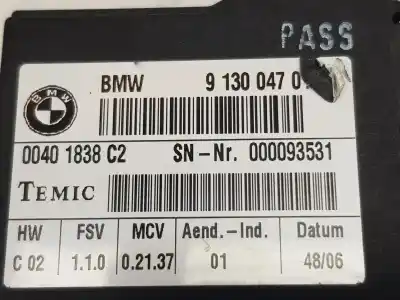 PASS
BMW
BMW 9 130 047
0040 1838 C2 SN-Nr. 000093531
TEMIC
HW FSV MCV Aend.-Ind. Datum
C 02 1.1.0 0.21.37 01 48/06